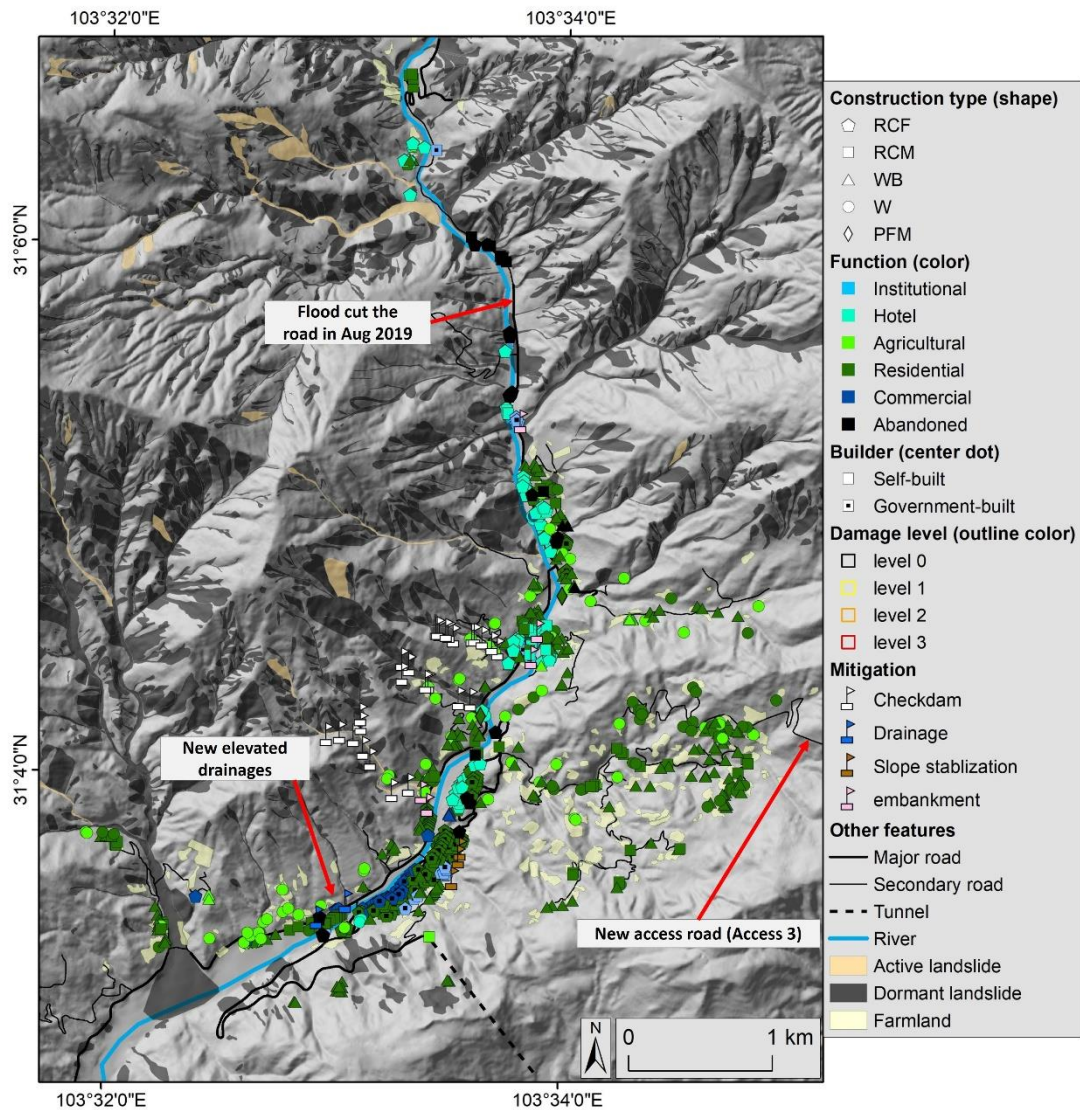 103°32'0"E
103°34'0"E
31°6'0"N
31°4'0"N
Flood cut the
road in Aug 2019
New elevated
drainages
New access road (Access 3)
N
0
1 km
103°32'0"E
103°34'0"E
Construction type (shape)
RCF
RCM
WB
W
PFM
Function (color)
Institutional
Hotel
Agricultural
Residential
Commercial
Abandoned
Builder (center dot)
Self-built
Government-built
Damage level (outline color)
level 0
level 1
level 2
level 3
Mitigation
Checkdam
Drainage
Slope stablization
embankment
Other features
Major road
Secondary road
Tunnel
River
Active landslide
Dormant landslide
Farmland